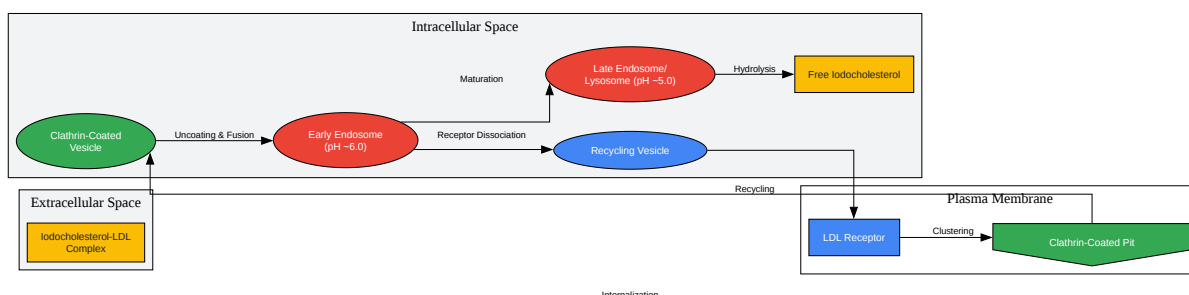 Intracellular Space
Late Endosome/
Lysosome (pH ~5.0)
Hydrolysis
Free Iodocholesterol
Maturation
Clathrin-Coated
Vesicle
Uncoating & Fusion
Early Endosome
(pH ~6.0)
Receptor Dissociation
Recycling Vesicle
Recycling
Extracellular Space
Iodocholesterol-LDL
Complex
Plasma Membrane
LDL Receptor
Clustering
Clathrin-Coated Pit
Internalization